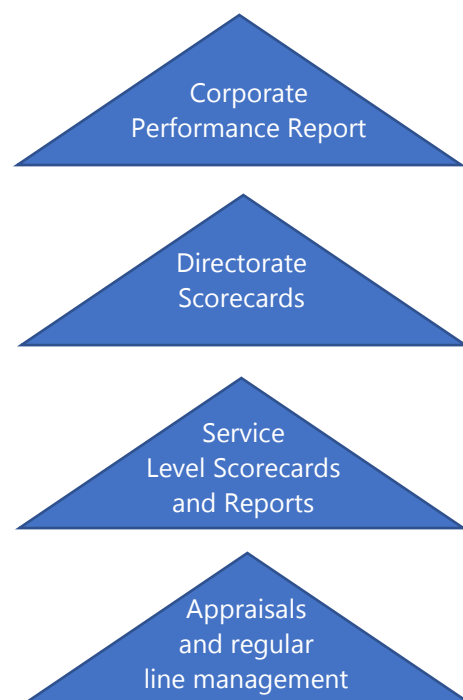 Corporate
Performance Report
Directorate
Scorecards
Service
Level Scorecards
and Reports
Appraisals
and regular
line management